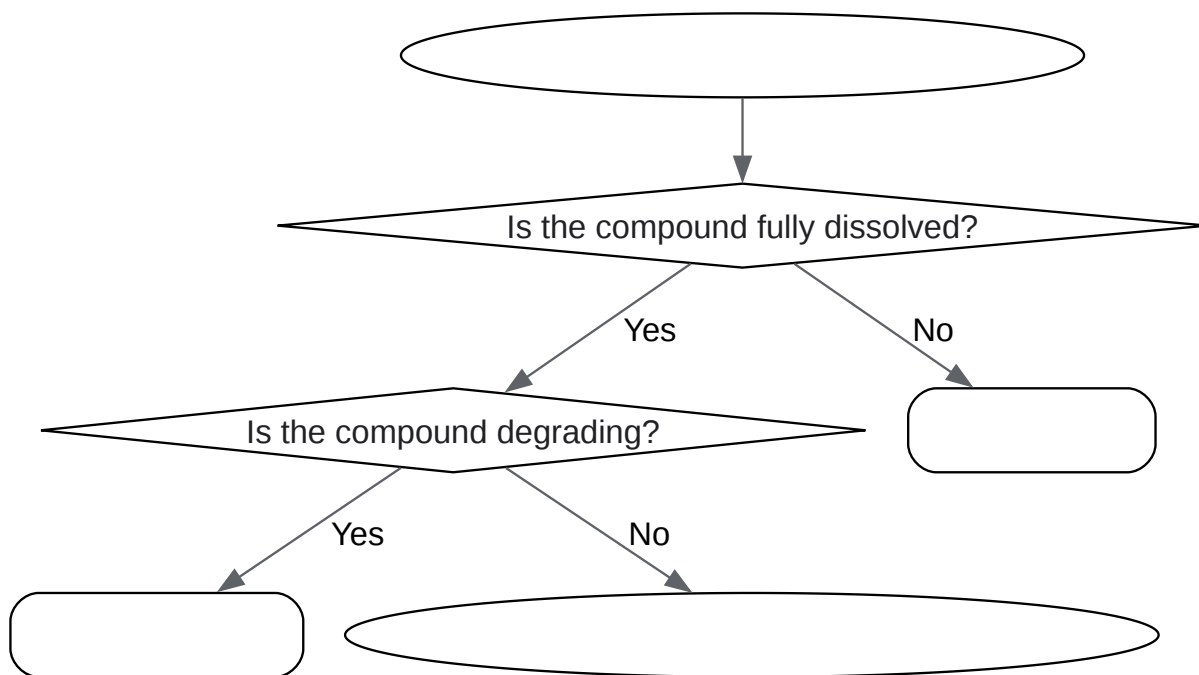 Is the compound fully dissolved?
Yes
No
Is the compound degrading?
Yes
No